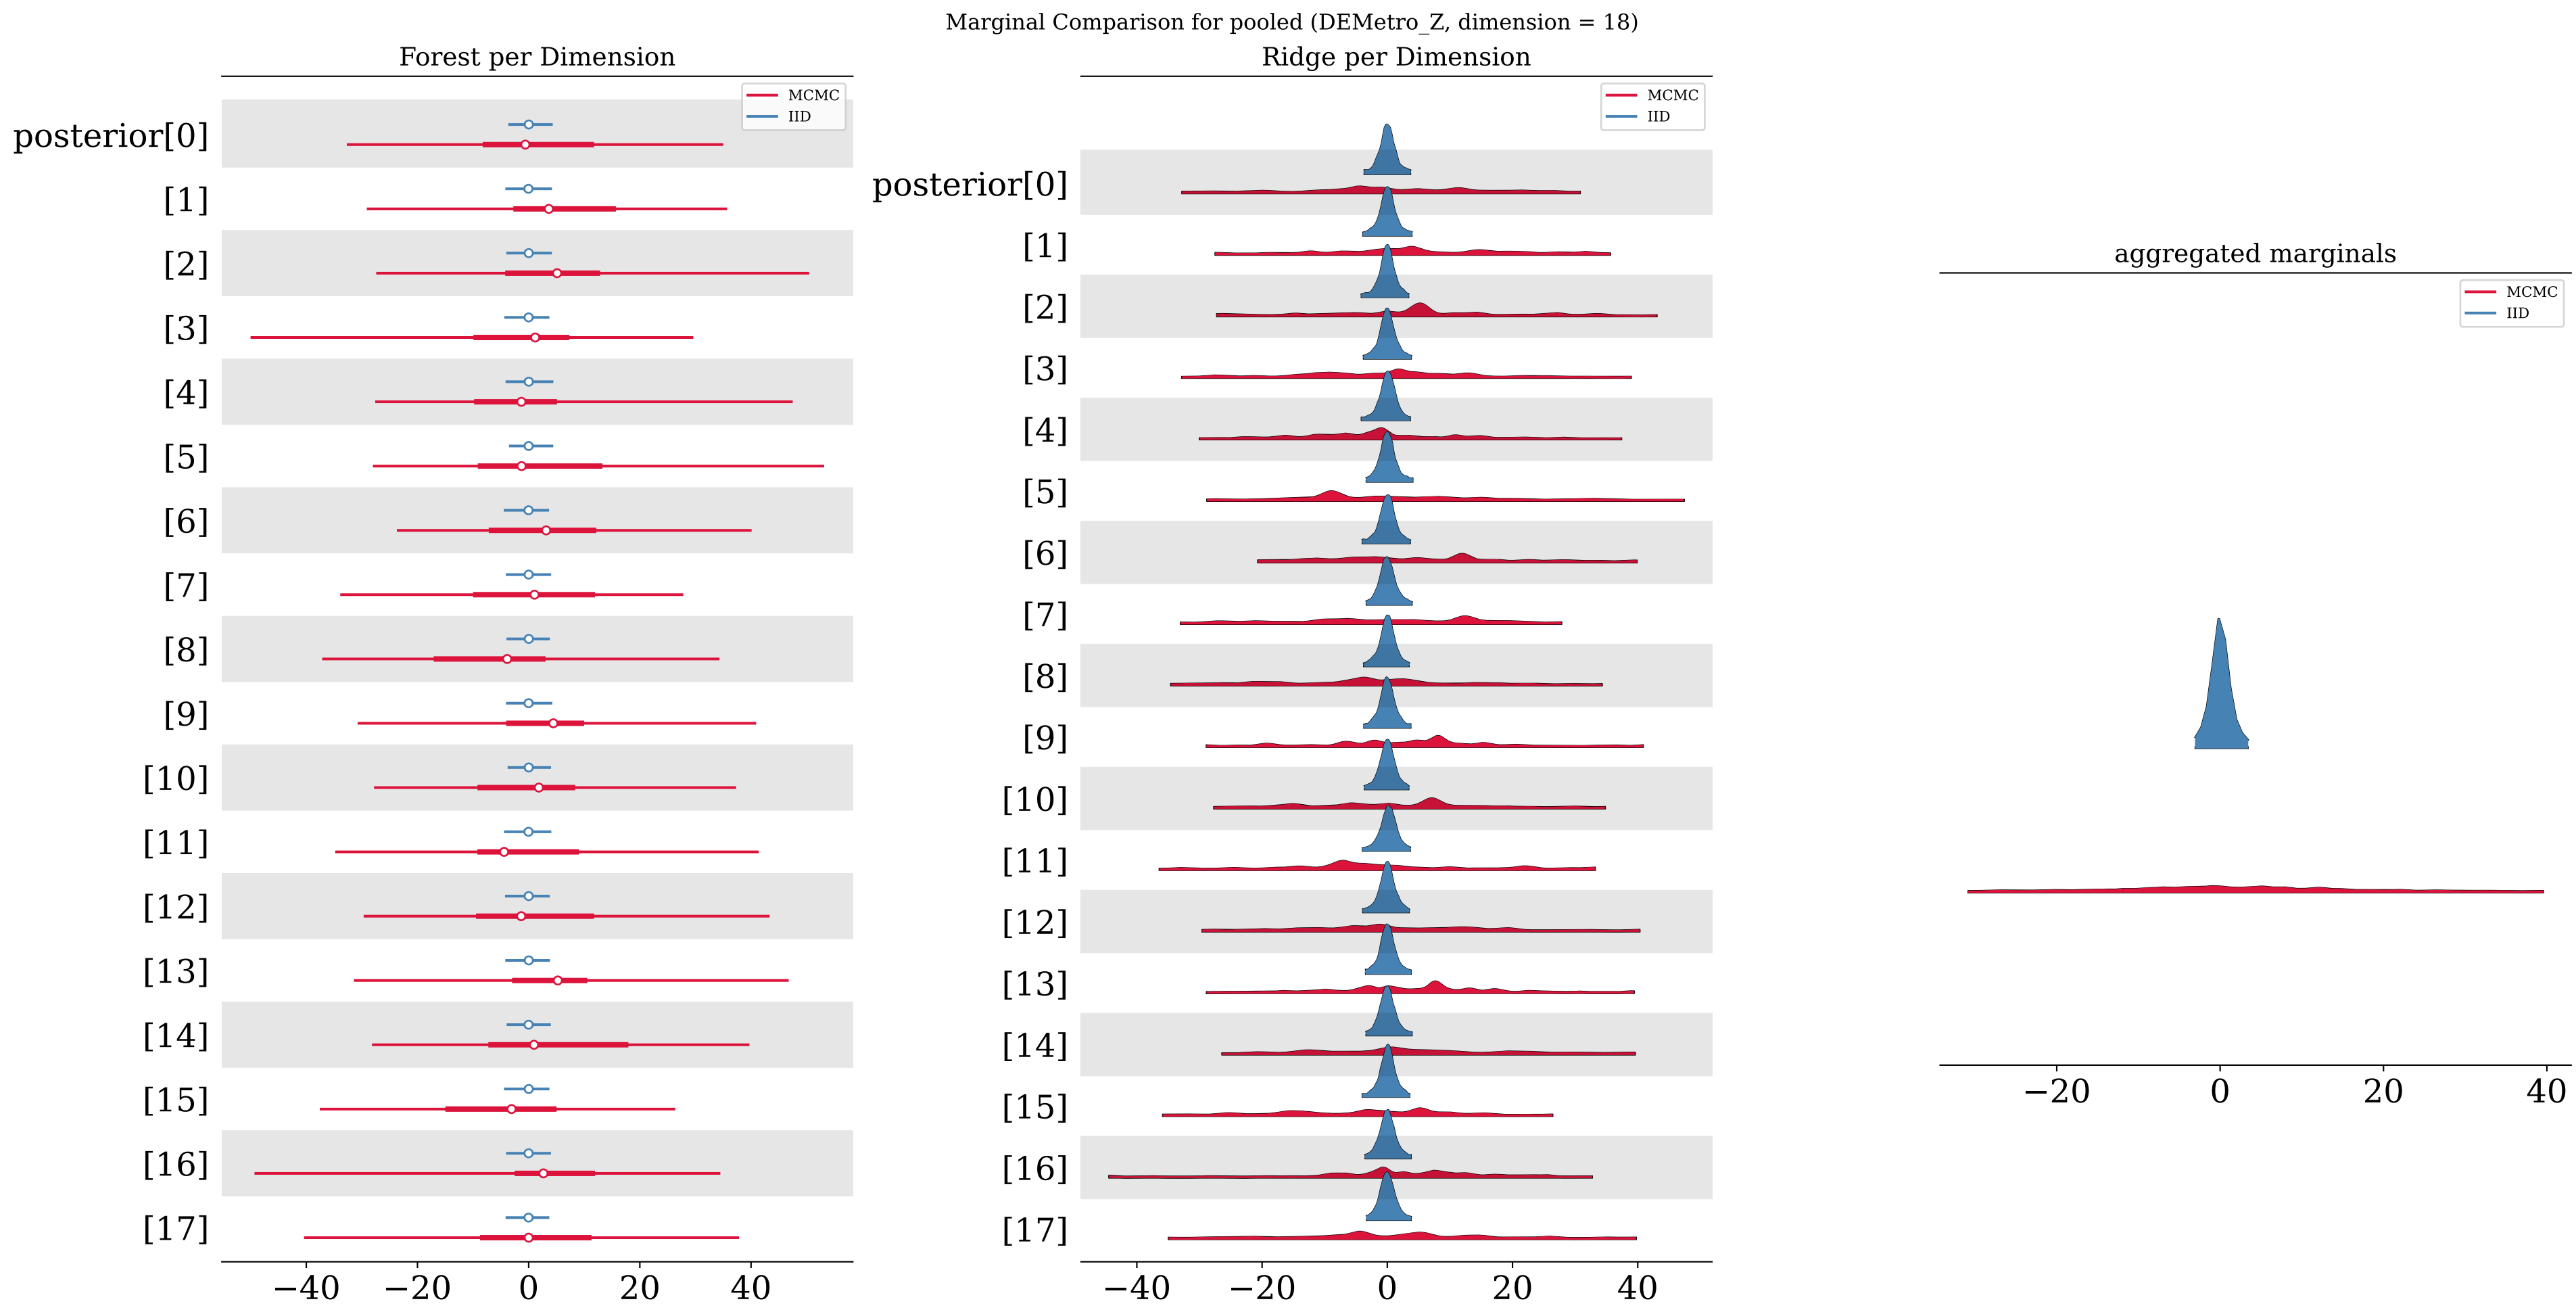 Marginal Comparison for pooled (DEMetro_Z, dimension = 18)
Forest per Dimension
MCMC
IID
posterior[0]
[1]
[2]
[3]
[4]
[5]
[6]
[7]
[8]
[9]
[10]
[11]
[12]
[13]
[14]
[15]
[16]
[17]
−40 −20 0 20 40
Ridge per Dimension
MCMC
IID
posterior[0]
[1]
[2]
[3]
[4]
[5]
[6]
[7]
[8]
[9]
[10]
[11]
[12]
[13]
[14]
[15]
[16]
[17]
−40 −20 0 20 40
aggregated marginals
MCMC
IID
−20 0 20 40